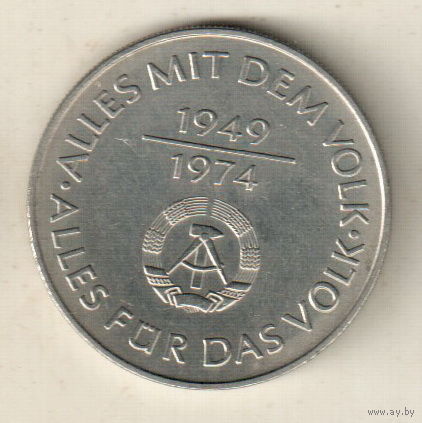 · ALLES MIT DEM VOLK · ALLES FÜR DAS VOLK
1949
1974
www.ay.by